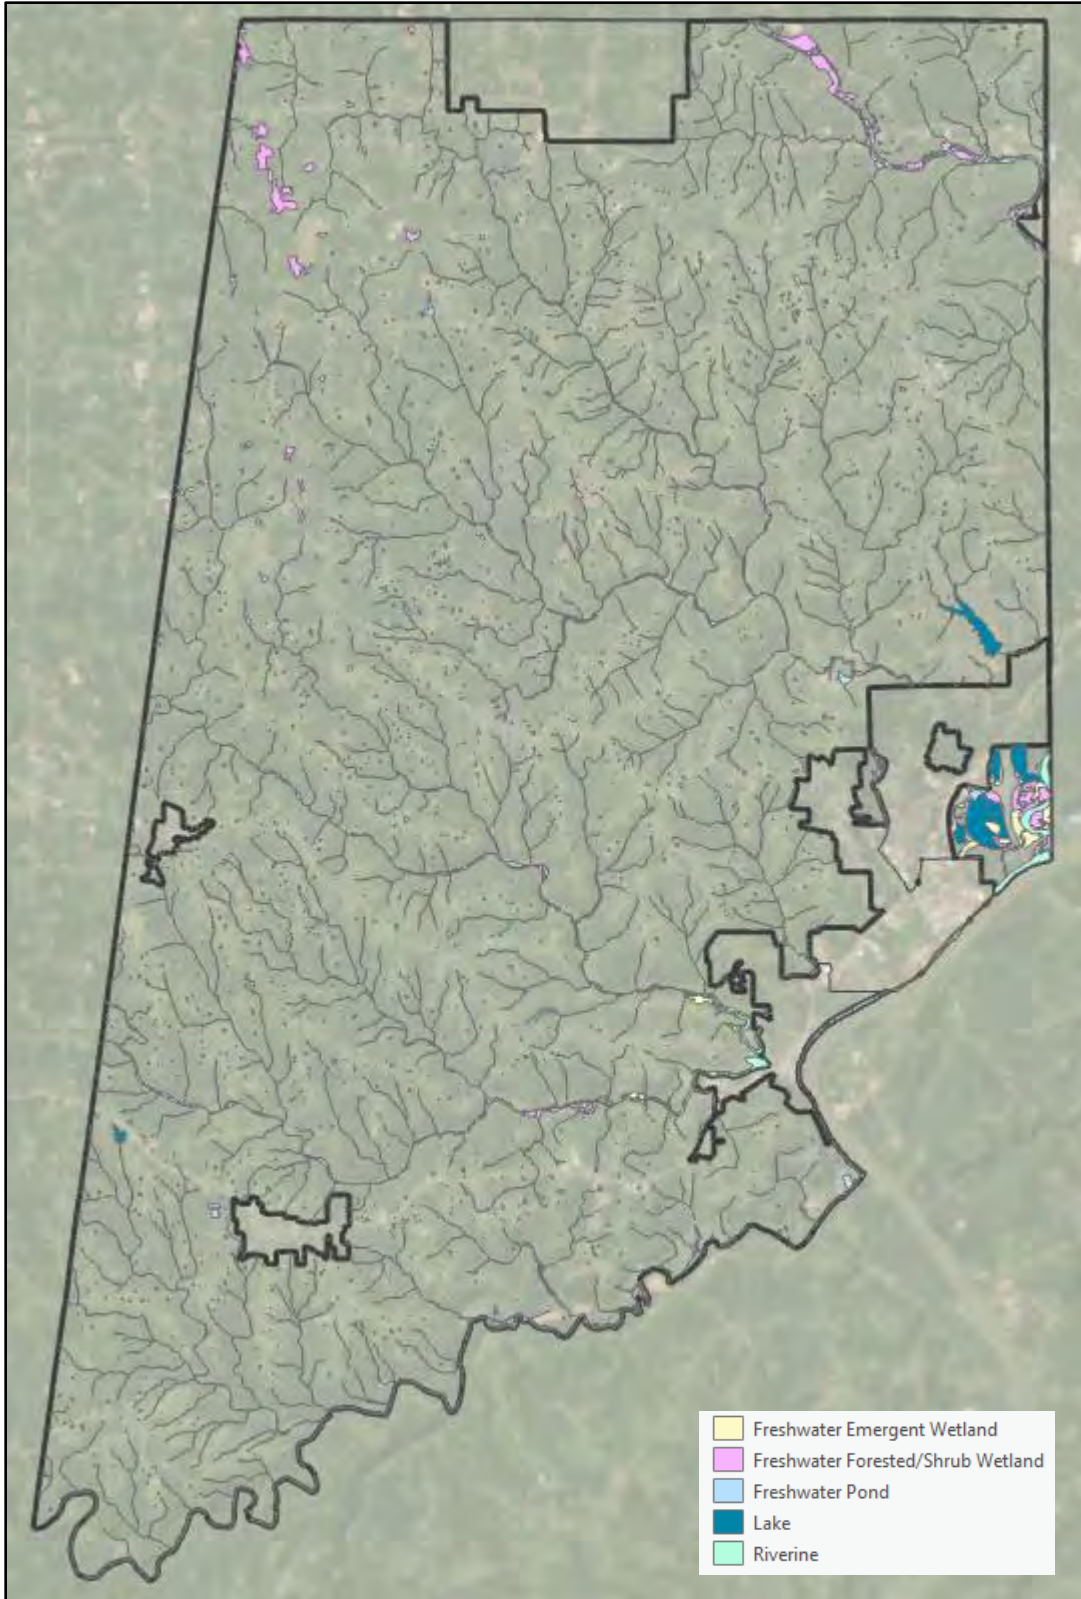 Freshwater Emergent Wetland
Freshwater Forested/Shrub Wetland
Freshwater Pond
Lake
Riverine